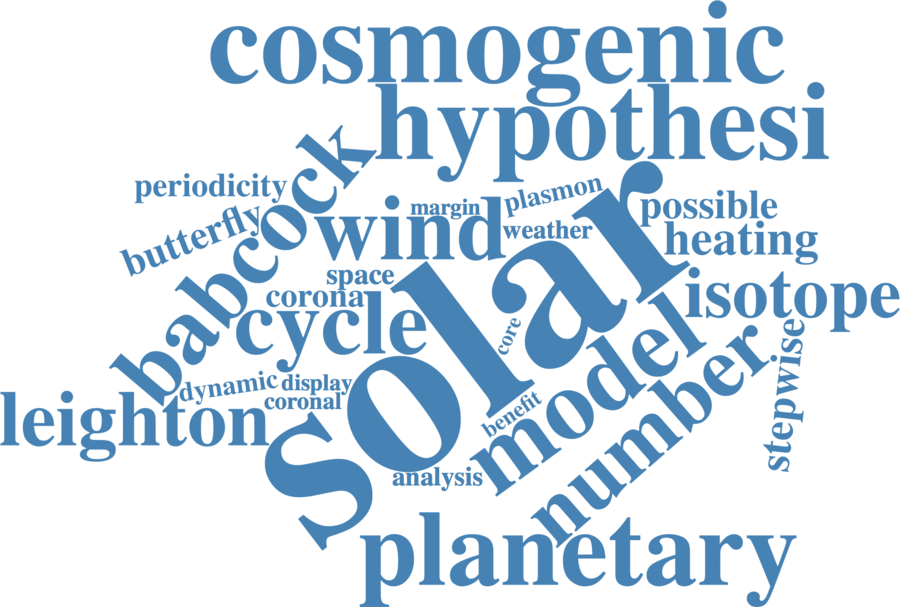 cosmogenic
hypothesi
babcock
periodicity
butterfly
wind
margin
plasmon
weather
possible
heating
space
corona
cycle
solar
isotope
core
model
number
stepwise
dynamic
display
coronal
leighton
benefit
analysis
planetary